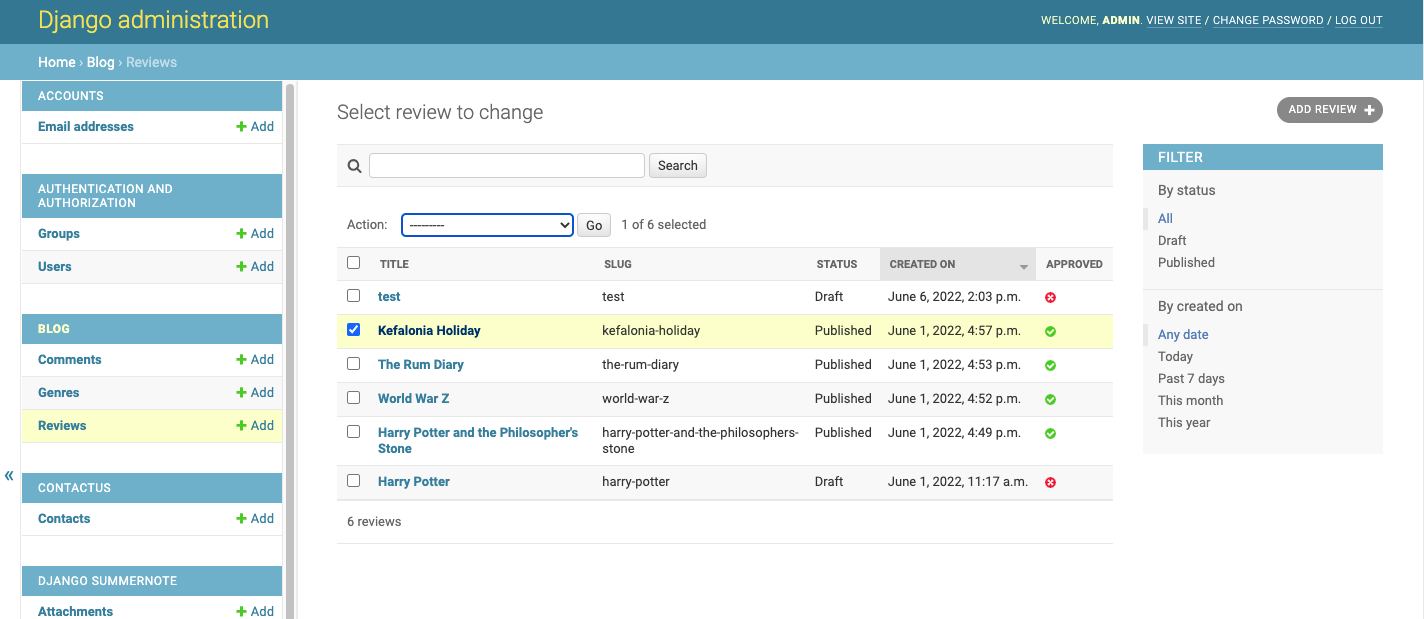 Django administration
WELCOME, ADMIN. VIEW SITE / CHANGE PASSWORD / LOG OUT
Home › Blog › Reviews
ACCOUNTS
Email addresses + Add
AUTHENTICATION AND
AUTHORIZATION
Groups + Add
Users + Add
BLOG
Comments + Add
Genres + Add
Reviews + Add
«
CONTACTUS
Contacts + Add
DJANGO SUMMERNOTE
Attachments + Add
Select review to change
ADD REVIEW +
Search
Action: --------- Go 1 of 6 selected
TITLE SLUG STATUS CREATED ON APPROVED
test test Draft June 6, 2022, 2:03 p.m.
Kefalonia Holiday kefalonia-holiday Published June 1, 2022, 4:57 p.m.
The Rum Diary the-rum-diary Published June 1, 2022, 4:53 p.m.
World War Z world-war-z Published June 1, 2022, 4:52 p.m.
Harry Potter and the Philosopher's harry-potter-and-the-philosophers- Published June 1, 2022, 4:49 p.m.
Stone stone
Harry Potter harry-potter Draft June 1, 2022, 11:17 a.m.
6 reviews
FILTER
By status
All
Draft
Published
By created on
Any date
Today
Past 7 days
This month
This year